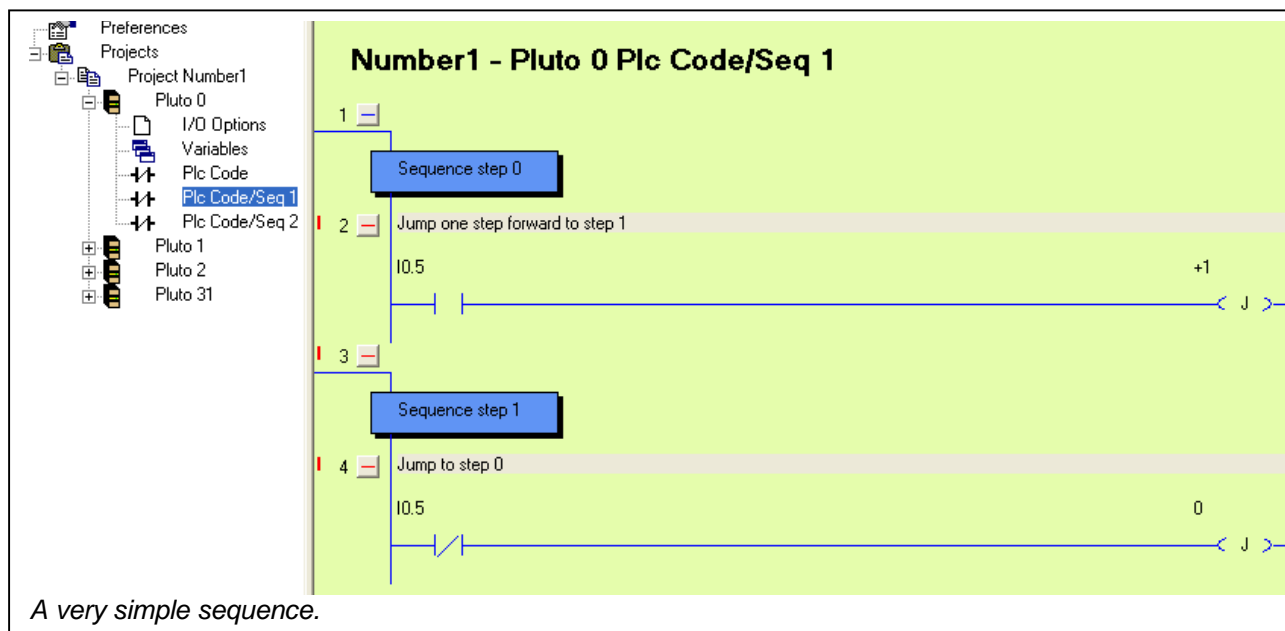 Preferences
Projects
Project Number1
Pluto 0
I/O Options
Variables
Plc Code
Plc Code/Seq 1
Plc Code/Seq 2
Pluto 1
Pluto 2
Pluto 31
Number1 - Pluto 0 Plc Code/Seq 1
1
Sequence step 0
2 Jump one step forward to step 1
I0.5 +1
J
3
Sequence step 1
4 Jump to step 0
I0.5 0
J
A very simple sequence.